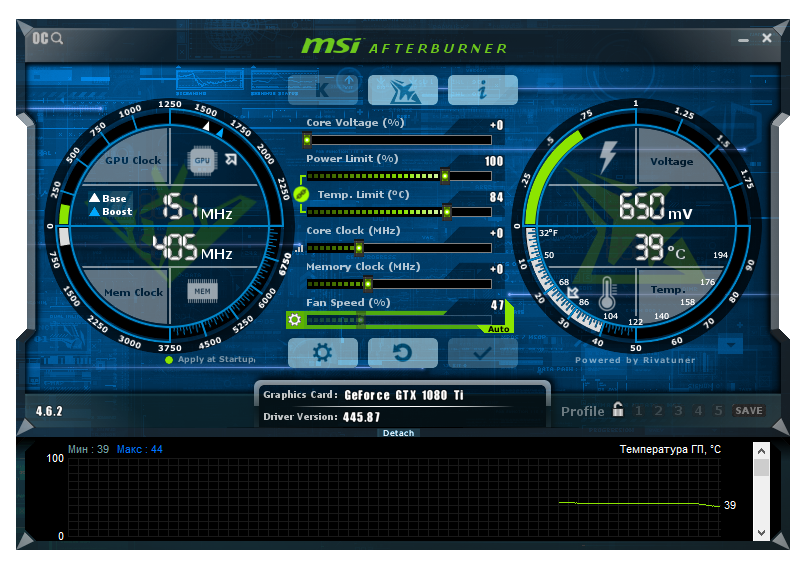 OC
msi AFTERBURNER
K
i
Core Voltage (%) +0
Power Limit (%) 100
Temp. Limit (ºC) 84
Core Clock (MHz) +0
Memory Clock (MHz) +0
Fan Speed (%) 47
Auto
0 250 500 750 1000 1250 1500 1750 2000 2250
GPU Clock
GPU
Base
Boost
151 MHz
405 MHz
Mem Clock
MEM
0 750 1500 2250 3000 3750 4500 5250 6000 6750
Apply at Startup
0 .25 .5 .75 1 1.25 1.5
Voltage
650 mV
39 °C
Temp.
32°F 50 68 86 104 122 140 158 176 194
10 20 30 40 50 60 70 80 90
Powered by Rivatuner
Graphics Card: GeForce GTX 1080 Ti
Driver Version: 445.87
4.6.2
Profile 1 2 3 4 5 SAVE
Detach
Мин : 39 Макс : 44
Температура ГП, °C
100
39
0